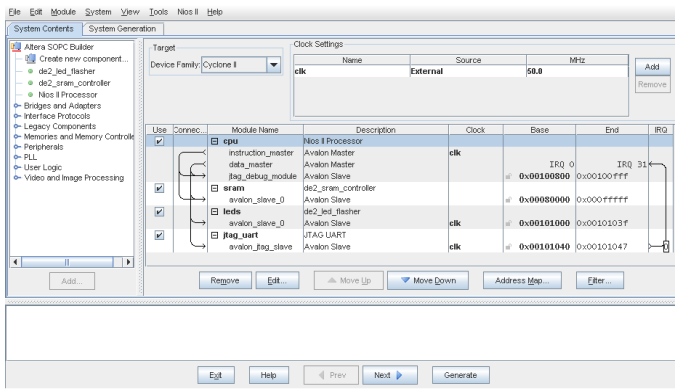 File Edit Module System View Tools Nios II Help
System Contents System Generation
Altera SOPC Builder
Create new component...
de2_led_flasher
de2_sram_controller
Nios II Processor
Bridges and Adapters
Interface Protocols
Legacy Components
Memories and Memory Controlle
Peripherals
PLL
User Logic
Video and Image Processing
Add...
Target
Device Family: Cyclone II
Clock Settings
Name Source MHz
clk External 50.0
Add
Remove
Use Connec... Module Name Description Clock Base End IRQ
cpu Nios II Processor
instruction_master Avalon Master clk
data_master Avalon Master IRQ 0 IRQ 31
jtag_debug_module Avalon Slave 0x00100800 0x00100fff
sram de2_sram_controller
avalon_slave_0 Avalon Slave 0x00080000 0x000fffff
leds de2_led_flasher
avalon_slave_0 Avalon Slave clk 0x00101000 0x0010103f
jtag_uart JTAG UART
avalon_jtag_slave Avalon Slave clk 0x00101040 0x00101047 0
Remove Edit... Move Up Move Down Address Map... Filter...
Exit Help Prev Next Generate